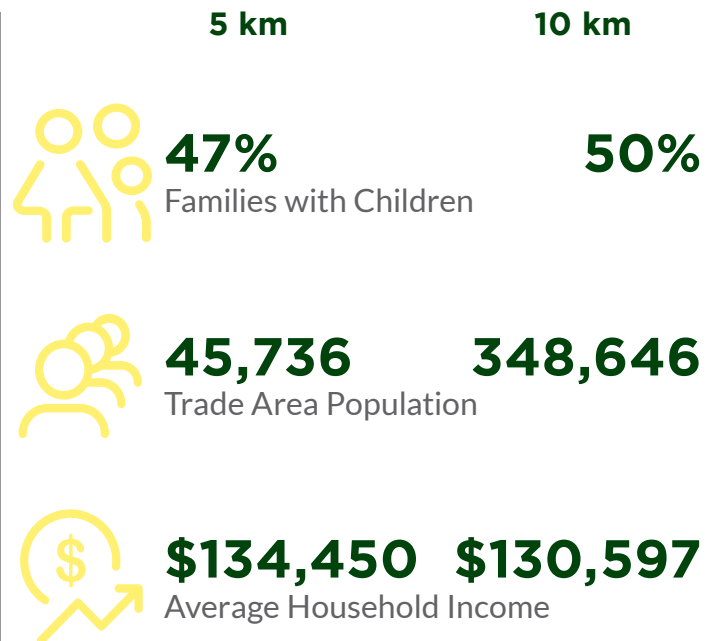 5 km 10 km
47% 50%
Families with Children
45,736 348,646
Trade Area Population
$
$134,450 $130,597
Average Household Income